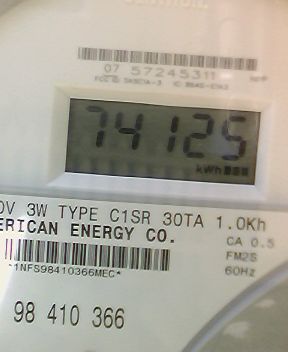 07 57245311
74125
kWh
0V 3W TYPE C1SR 30TA 1.0Kh
ERICAN ENERGY CO.
CA 0.5
FM2S
60Hz
*1NFS98410366MEC*
98 410 366